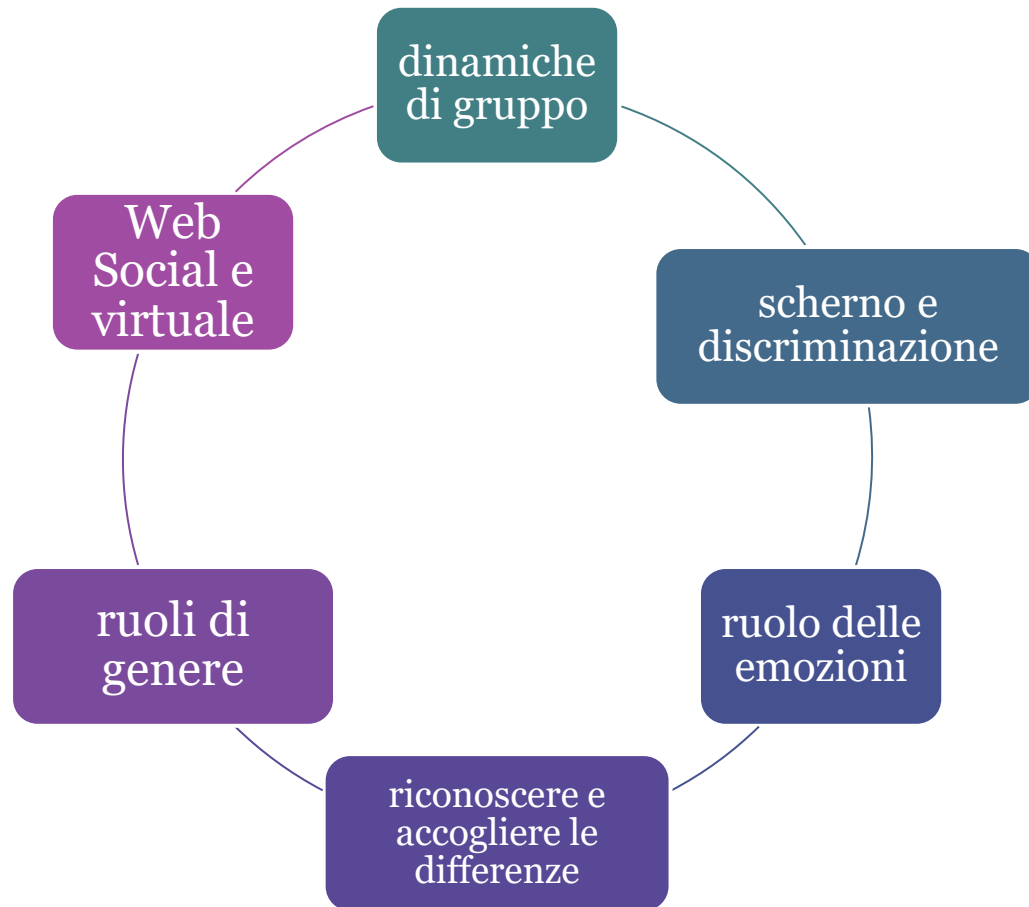 dinamiche
di gruppo
scherno e
discriminazione
ruolo delle
emozioni
riconoscere e
accogliere le
differenze
ruoli di
genere
Web
Social e
virtuale